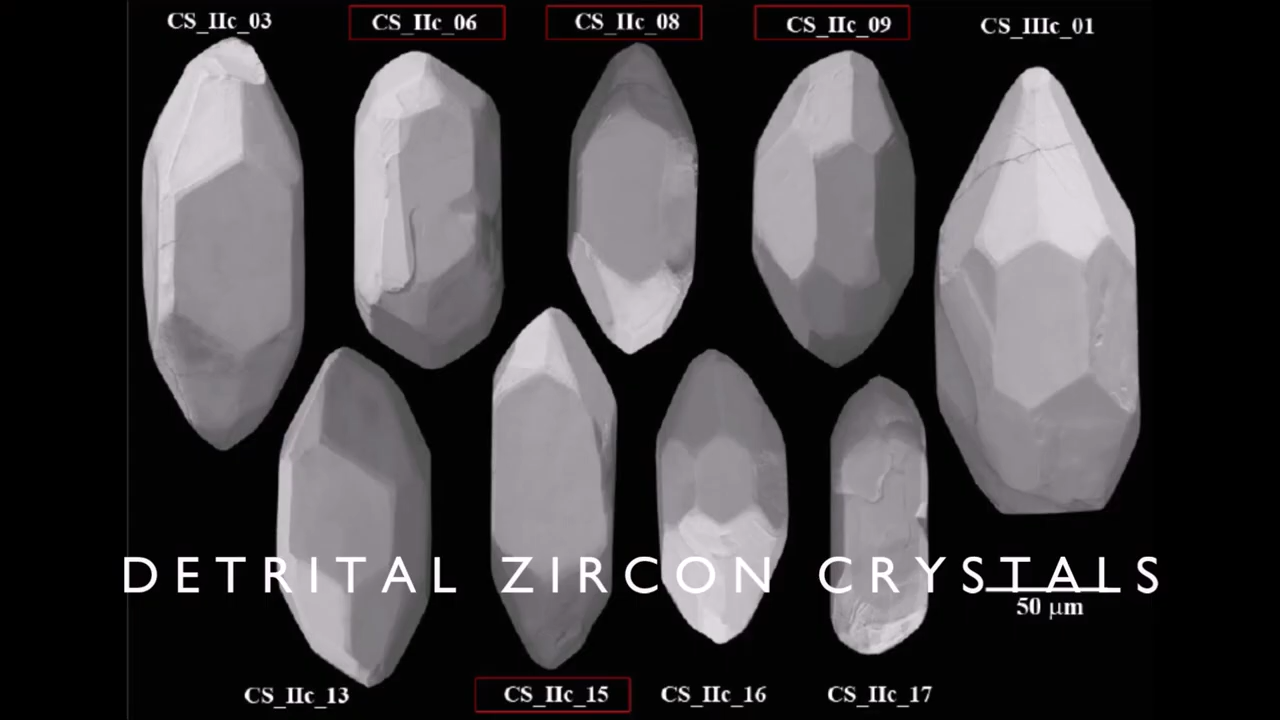 CS_IIc_03
CS_IIc_06
CS_IIc_08
CS_IIc_09
CS_IIIc_01
DETRITAL ZIRCON CRYSTALS
50 μm
CS_IIc_13
CS_IIc_15
CS_IIc_16
CS_IIc_17